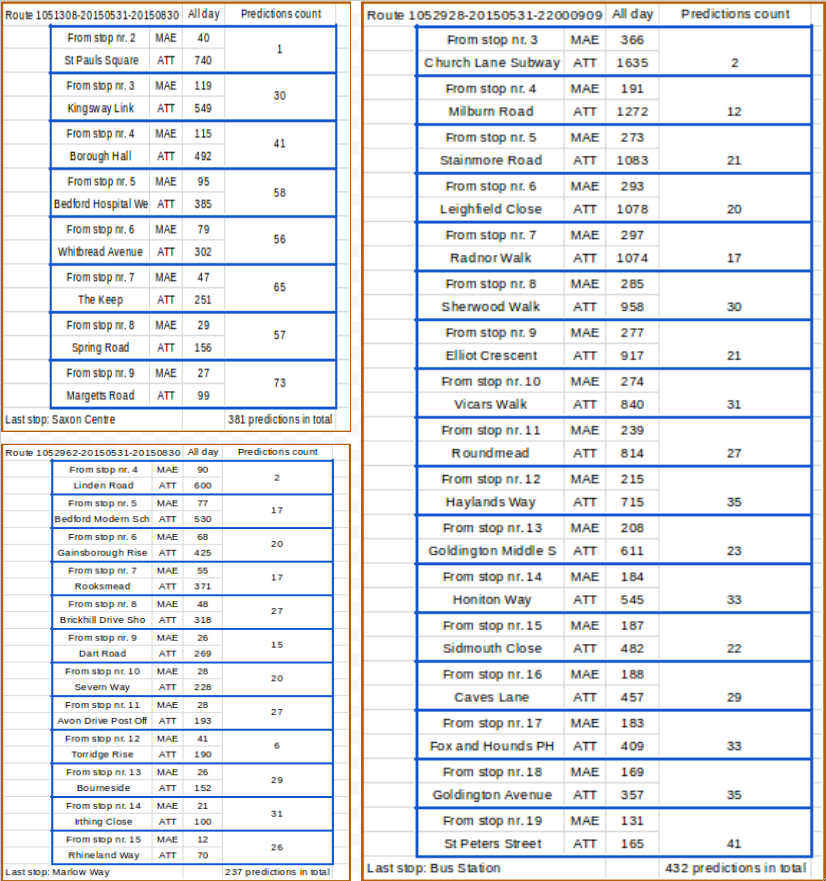 Route 1051308-20150531-20150830 All day Predictions count
From stop nr. 2 MAE 40
1
St Pauls Square ATT 740
From stop nr. 3 MAE 119
30
Kingsway Link ATT 549
From stop nr. 4 MAE 115
41
Borough Hall ATT 492
From stop nr. 5 MAE 95
58
Bedford Hospital We ATT 385
From stop nr. 6 MAE 79
56
Whitbread Avenue ATT 302
From stop nr. 7 MAE 47
65
The Keep ATT 251
From stop nr. 8 MAE 29
57
Spring Road ATT 156
From stop nr. 9 MAE 27
73
Margetts Road ATT 99
Last stop: Saxon Centre 381 predictions in total
Route 1052962-20150531-20150830 All day Predictions count
From stop nr. 4 MAE 90
2
Linden Road ATT 600
From stop nr. 5 MAE 77
17
Bedford Modern Sch ATT 530
From stop nr. 6 MAE 68
20
Gainsborough Rise ATT 425
From stop nr. 7 MAE 55
17
Rooksmead ATT 371
From stop nr. 8 MAE 48
27
Brickhill Drive Sho ATT 318
From stop nr. 9 MAE 26
15
Dart Road ATT 269
From stop nr. 10 MAE 28
20
Severn Way ATT 228
From stop nr. 11 MAE 28
27
Avon Drive Post Off ATT 193
From stop nr. 12 MAE 41
6
Torridge Rise ATT 190
From stop nr. 13 MAE 26
29
Bourneside ATT 152
From stop nr. 14 MAE 21
31
Irthing Close ATT 100
From stop nr. 15 MAE 12
26
Rhineland Way ATT 70
Last stop: Marlow Way 237 predictions in total
Route 1052928-20150531-22000909 All day Predictions count
From stop nr. 3 MAE 366
Church Lane Subway ATT 1635 2
From stop nr. 4 MAE 191
Milburn Road ATT 1272 12
From stop nr. 5 MAE 273
Stainmore Road ATT 1083 21
From stop nr. 6 MAE 293
Leighfield Close ATT 1078 20
From stop nr. 7 MAE 297
Radnor Walk ATT 1074 17
From stop nr. 8 MAE 285
Sherwood Walk ATT 958 30
From stop nr. 9 MAE 277
Elliot Crescent ATT 917 21
From stop nr. 10 MAE 274
Vicars Walk ATT 840 31
From stop nr. 11 MAE 239
Roundmead ATT 814 27
From stop nr. 12 MAE 215
Haylands Way ATT 715 35
From stop nr. 13 MAE 208
Goldington Middle S ATT 611 23
From stop nr. 14 MAE 184
Honiton Way ATT 545 33
From stop nr. 15 MAE 187
Sidmouth Close ATT 482 22
From stop nr. 16 MAE 188
Caves Lane ATT 457 29
From stop nr. 17 MAE 183
Fox and Hounds PH ATT 409 33
From stop nr. 18 MAE 169
Goldington Avenue ATT 357 35
From stop nr. 19 MAE 131
St Peters Street ATT 165 41
Last stop: Bus Station 432 predictions in total